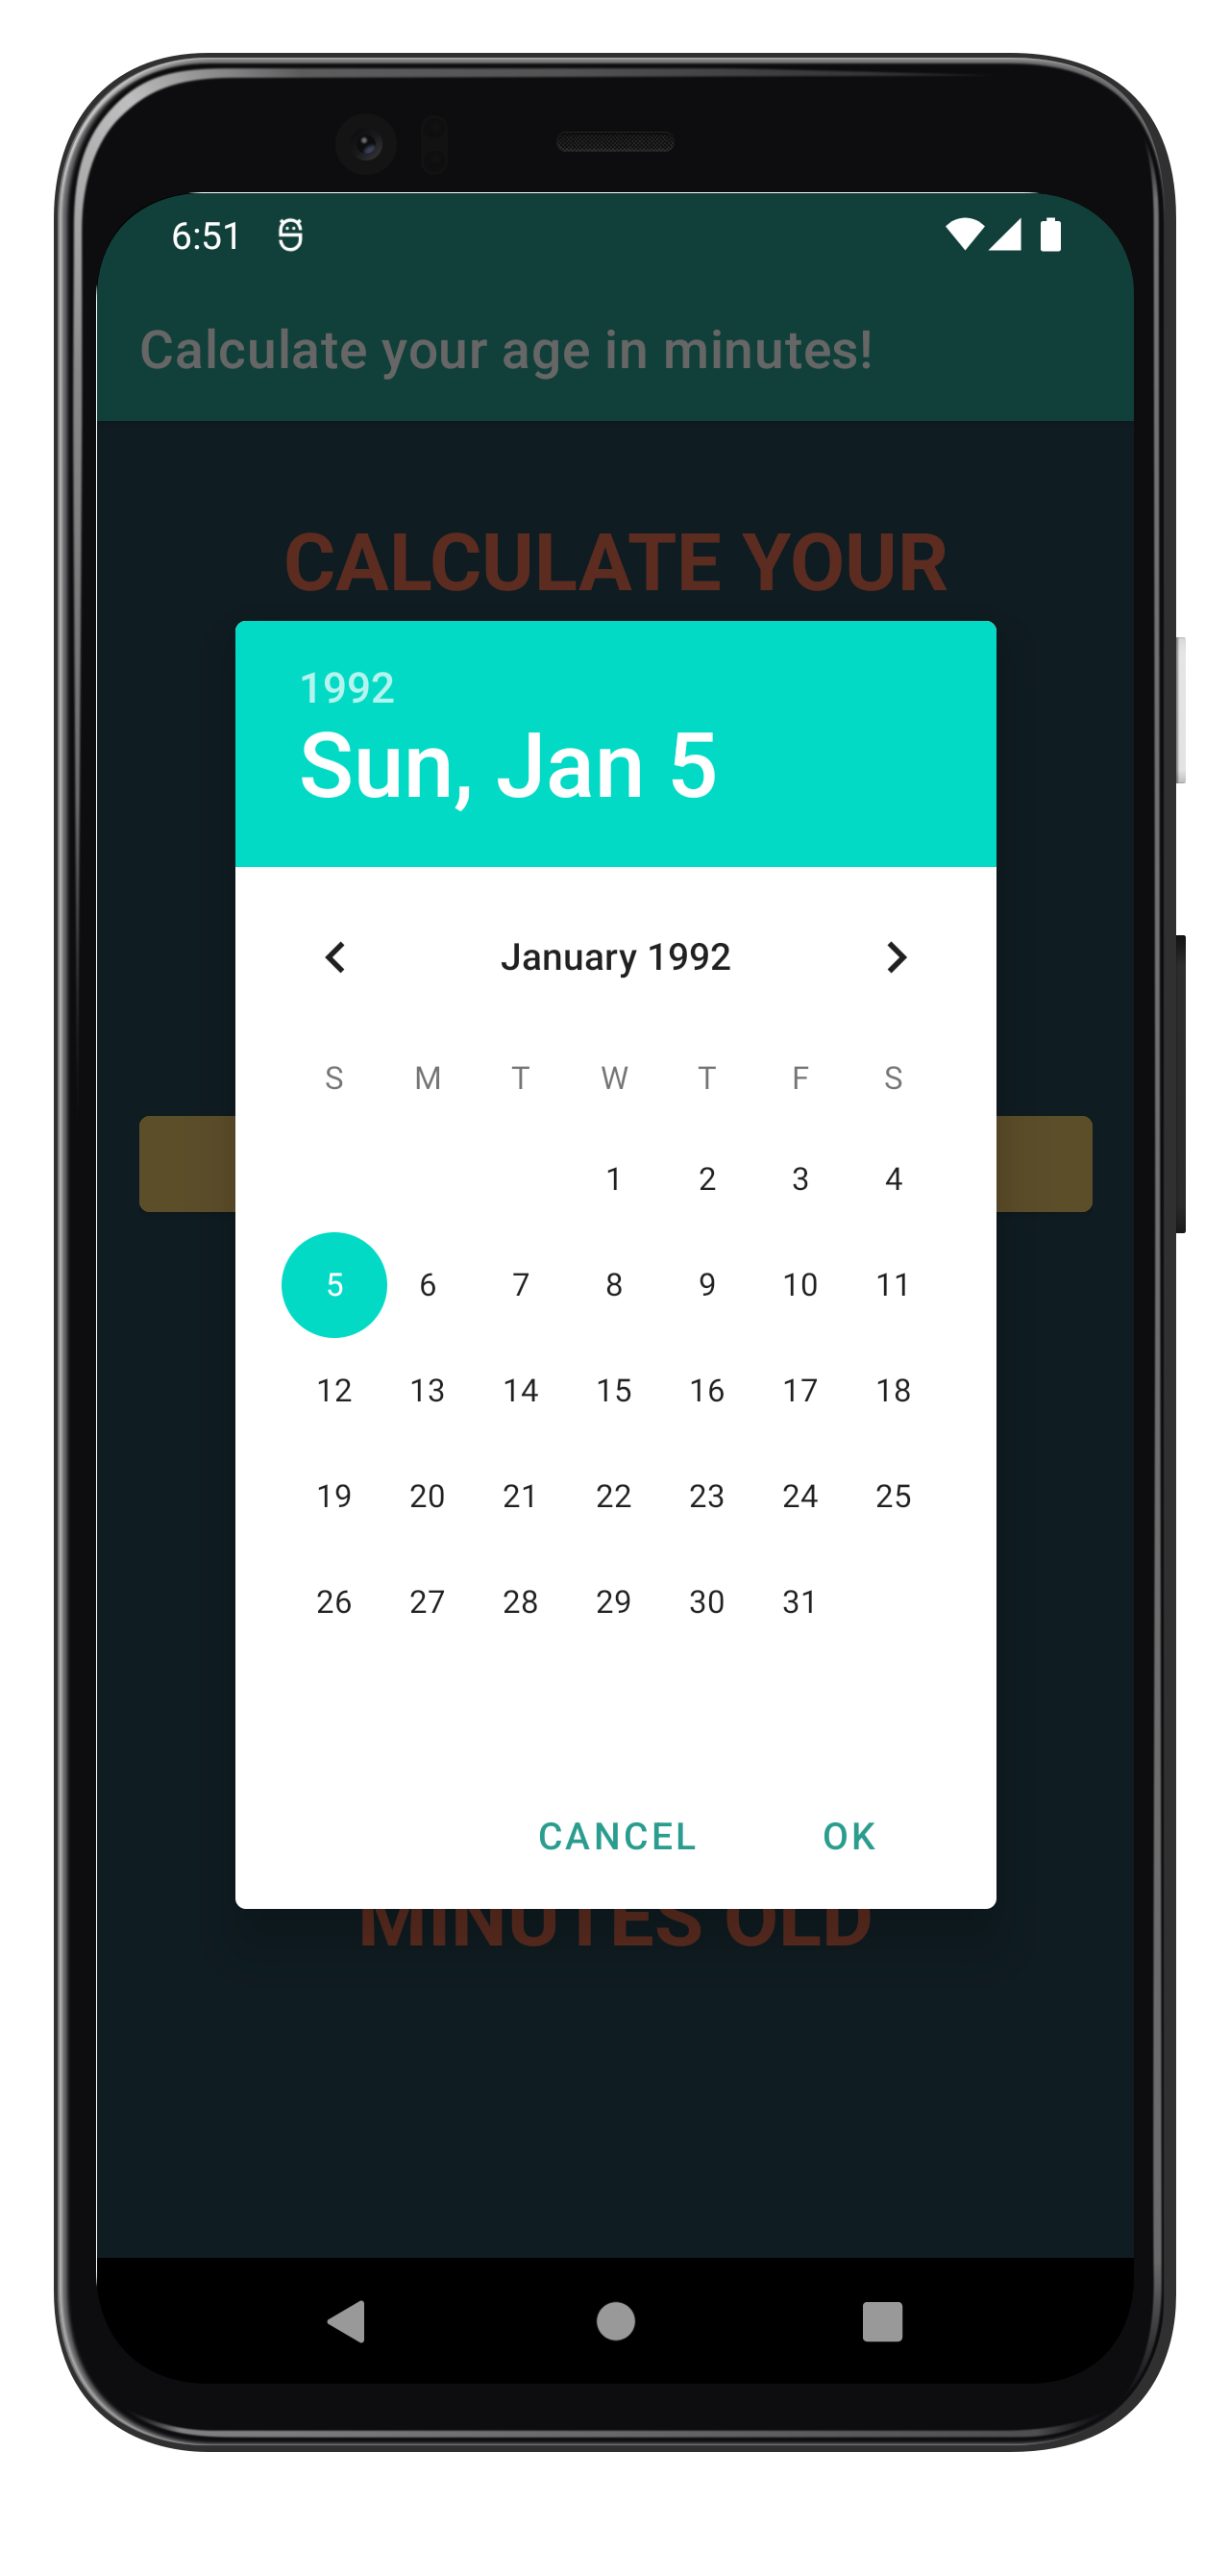 6:51
Calculate your age in minutes!
CALCULATE YOUR
1992
Sun, Jan 5
January 1992
S M T W T F S
1 2 3 4
5 6 7 8 9 10 11
12 13 14 15 16 17 18
19 20 21 22 23 24 25
26 27 28 29 30 31
CANCEL OK
MINUTES OLD